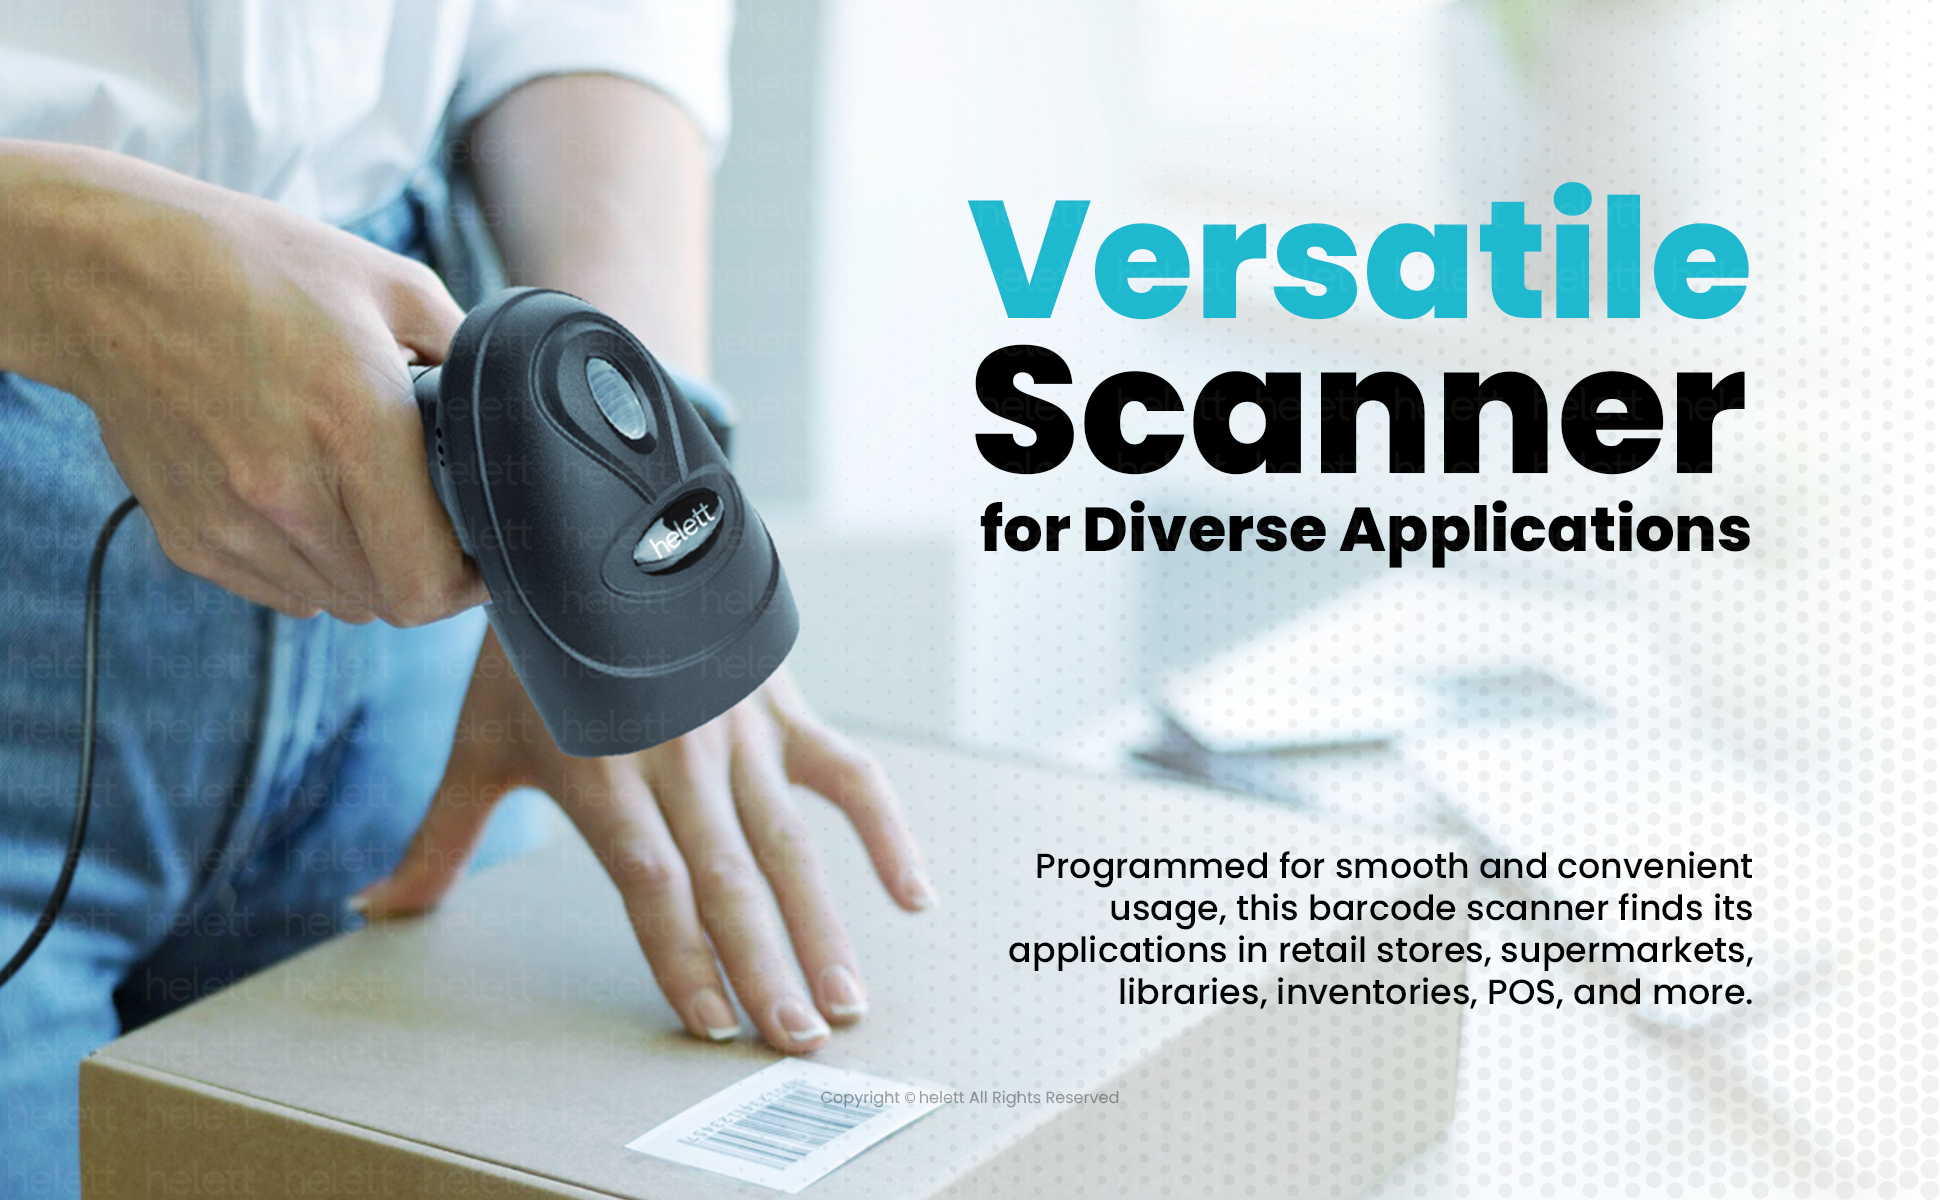 Versatile
Scanner
for Diverse Applications
helett
Programmed for smooth and convenient
usage, this barcode scanner finds its
applications in retail stores, supermarkets,
libraries, inventories, POS, and more.
Copyright © helett All Rights Reserved